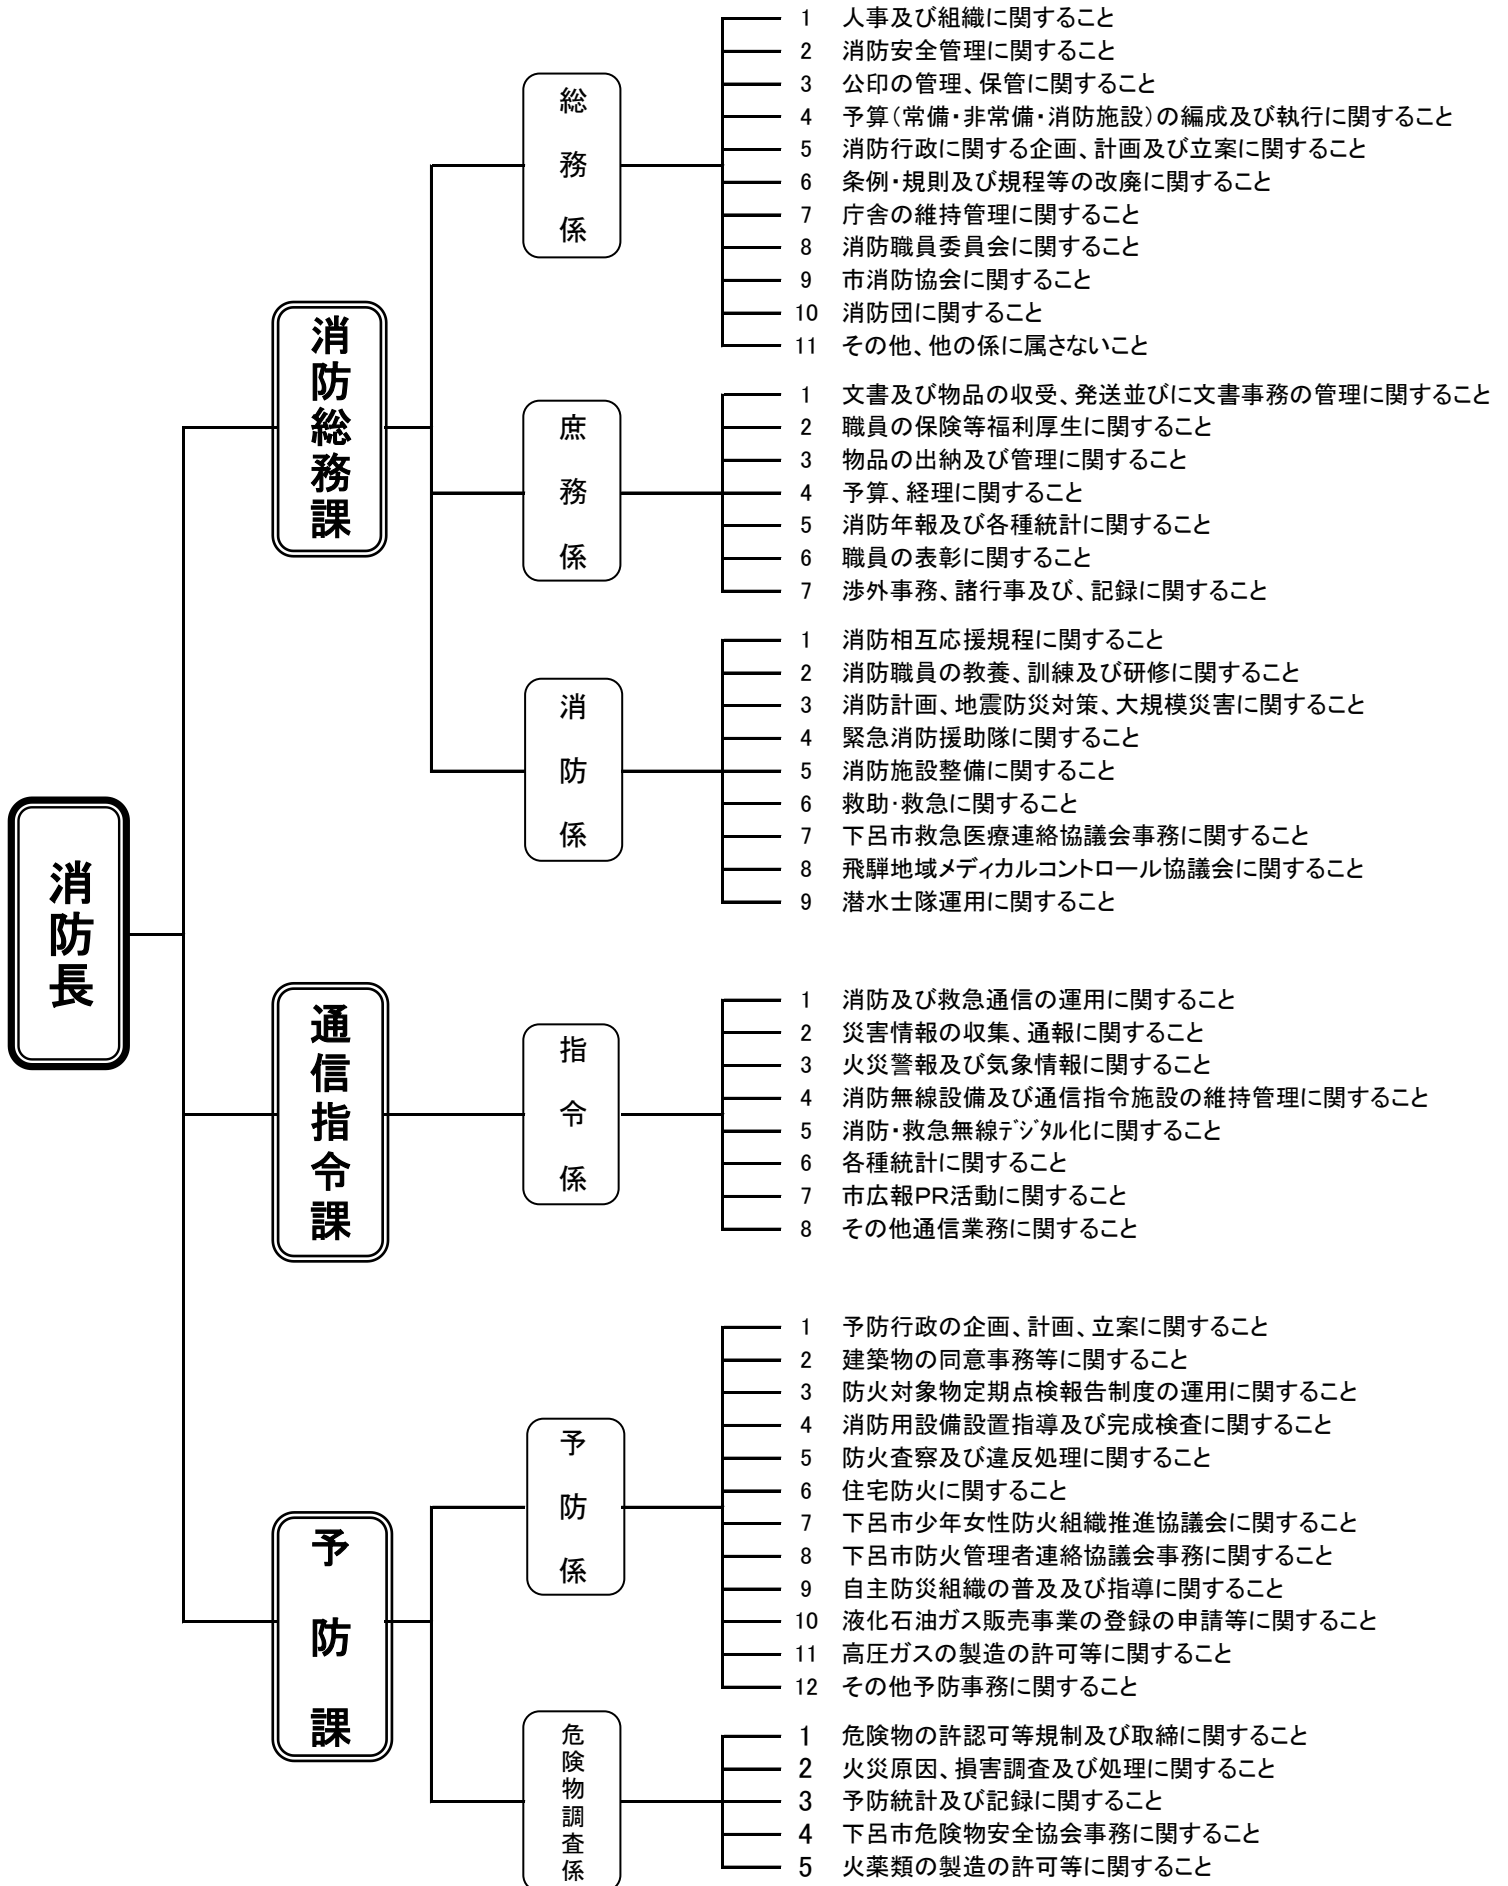 消防長
消防総務課
総務係
1 人事及び組織に関すること
2 消防安全管理に関すること
3 公印の管理、保管に関すること
4 予算(常備・非常備・消防施設)の編成及び執行に関すること
5 消防行政に関する企画、計画及び立案に関すること
6 条例・規則及び規程等の改廃に関すること
7 庁舎の維持管理に関すること
8 消防職員委員会に関すること
9 市消防協会に関すること
10 消防団に関すること
11 その他、他の係に属さないこと
庶務係
1 文書及び物品の収受、発送並びに文書事務の管理に関すること
2 職員の保険等福利厚生に関すること
3 物品の出納及び管理に関すること
4 予算、経理に関すること
5 消防年報及び各種統計に関すること
6 職員の表彰に関すること
7 渉外事務、諸行事及び、記録に関すること
消防係
1 消防相互応援規程に関すること
2 消防職員の教養、訓練及び研修に関すること
3 消防計画、地震防災対策、大規模災害に関すること
4 緊急消防援助隊に関すること
5 消防施設整備に関すること
6 救助・救急に関すること
7 下呂市救急医療連絡協議会事務に関すること
8 飛騨地域メディカルコントロール協議会に関すること
9 潜水士隊運用に関すること
通信指令課
指令係
1 消防及び救急通信の運用に関すること
2 災害情報の収集、通報に関すること
3 火災警報及び気象情報に関すること
4 消防無線設備及び通信指令施設の維持管理に関すること
5 消防・救急無線ﾃﾞｼﾞﾀﾙ化に関すること
6 各種統計に関すること
7 市広報PR活動に関すること
8 その他通信業務に関すること
予防課
予防係
1 予防行政の企画、計画、立案に関すること
2 建築物の同意事務等に関すること
3 防火対象物定期点検報告制度の運用に関すること
4 消防用設備設置指導及び完成検査に関すること
5 防火査察及び違反処理に関すること
6 住宅防火に関すること
7 下呂市少年女性防火組織推進協議会に関すること
8 下呂市防火管理者連絡協議会事務に関すること
9 自主防災組織の普及及び指導に関すること
10 液化石油ガス販売事業の登録の申請等に関すること
11 高圧ガスの製造の許可等に関すること
12 その他予防事務に関すること
危険物調査係
1 危険物の許認可等規制及び取締に関すること
2 火災原因、損害調査及び処理に関すること
3 予防統計及び記録に関すること
4 下呂市危険物安全協会事務に関すること
5 火薬類の製造の許可等に関すること